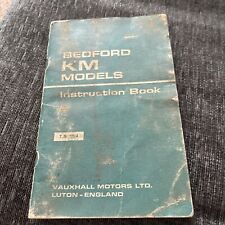 BEDFORD
KM
MODELS
Instruction Book
VAUXHALL MOTORS LTD.
LUTON - ENGLAND